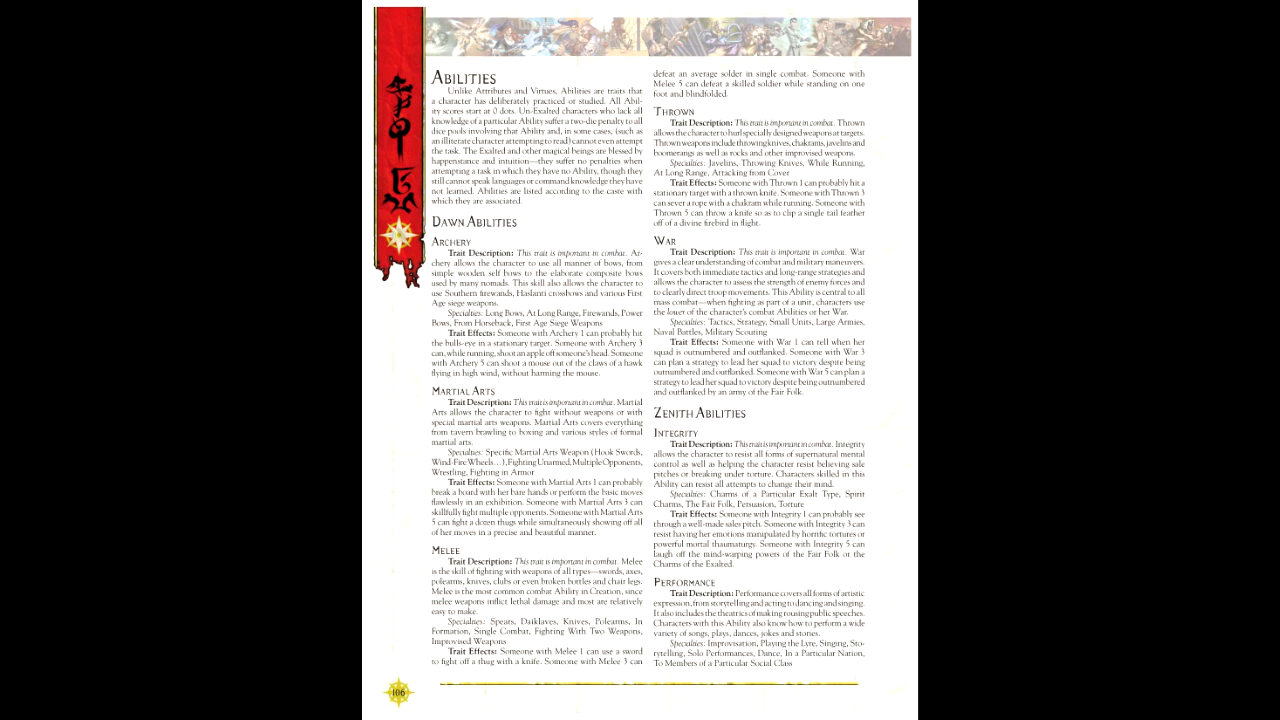 ABILITIES
Unlike Attributes and Virtues, Abilities are traits that
a character has deliberately practiced or studied. All Abil-
ity scores start at 0 dots. Un-Exalted characters who lack all
knowledge of a particular Ability suffer a two-die penalty to all
dice pools involving that Ability and, in some cases, (such as
an illiterate character attempting to read) cannot even attempt
the task. The Exalted and other magical beings are blessed by
happenstance and intuition—they suffer no penalties when
attempting a task in which they have no Ability, though they
still cannot speak languages or command knowledge they have
not learned. Abilities are listed according to the caste with
which they are associated.
DAWN ABILITIES
ARCHERY
Trait Description: This trait is important in combat. Ar-
chery allows the character to use all manner of bows, from
simple wooden self bows to the elaborate composite bows
used by many nomads. This skill also allows the character to
use Southern firewands, Haslanti crossbows and various First
Age siege weapons.
Specialties: Long Bows, At Long Range, Firewands, Power
Bows, From Horseback, First Age Siege Weapons
Trait Effects: Someone with Archery 1 can probably hit
the bulls-eye in a stationary target. Someone with Archery 3
can, while running, shoot an apple off someone's head. Someone
with Archery 5 can shoot a mouse out of the claws of a hawk
flying in high wind, without harming the mouse.
MARTIAL ARTS
Trait Description: This trait is important in combat. Martial
Arts allows the character to fight without weapons or with
special martial arts weapons. Martial Arts covers everything
from tavern brawling to boxing and various styles of formal
martial arts.
Specialties: Specific Martial Arts Weapon (Hook Swords,
Wind-Fire Wheels…), Fighting Unarmed, Multiple Opponents,
Wrestling, Fighting in Armor
Trait Effects: Someone with Martial Arts 1 can probably
break a board with her bare hands or perform the basic moves
flawlessly in an exhibition. Someone with Martial Arts 3 can
skillfully fight multiple opponents. Someone with Martial Arts
5 can fight a dozen thugs while simultaneously showing off all
of her moves in a precise and beautiful manner.
MELEE
Trait Description: This trait is important in combat. Melee
is the skill of fighting with weapons of all types—swords, axes,
polearms, knives, clubs or even broken bottles and chair legs.
Melee is the most common combat Ability in Creation, since
melee weapons inflict lethal damage and most are relatively
easy to make.
Specialties: Spears, Daiklaves, Knives, Polearms, In
Formation, Single Combat, Fighting With Two Weapons,
Improvised Weapons
Trait Effects: Someone with Melee 1 can use a sword
to fight off a thug with a knife. Someone with Melee 3 can
defeat an average solder in single combat. Someone with
Melee 5 can defeat a skilled soldier while standing on one
foot and blindfolded.
THROWN
Trait Description: This trait is important in combat. Thrown
allows the character to hurl specially designed weapons at targets.
Thrown weapons include throwing knives, chakrams, javelins and
boomerangs as well as rocks and other improvised weapons.
Specialties: Javelins, Throwing Knives, While Running,
At Long Range, Attacking from Cover
Trait Effects: Someone with Thrown 1 can probably hit a
stationary target with a thrown knife. Someone with Thrown 3
can sever a rope with a chakram while running. Someone with
Thrown 5 can throw a knife so as to clip a single tail feather
off of a divine firebird in flight.
WAR
Trait Description: This trait is important in combat. War
gives a clear understanding of combat and military maneuvers.
It covers both immediate tactics and long-range strategies and
allows the character to assess the strength of enemy forces and
to clearly direct troop movements. This Ability is central to all
mass combat—when fighting as part of a unit, characters use
the lower of the character's combat Abilities or her War.
Specialties: Tactics, Strategy, Small Units, Large Armies,
Naval Battles, Military Scouting
Trait Effects: Someone with War 1 can tell when her
squad is outnumbered and outflanked. Someone with War 3
can plan a strategy to lead her squad to victory despite being
outnumbered and outflanked. Someone with War 5 can plan a
strategy to lead her squad to victory despite being outnumbered
and outflanked by an army of the Fair Folk.
ZENITH ABILITIES
INTEGRITY
Trait Description: This trait is important in combat. Integrity
allows the character to resist all forms of supernatural mental
control as well as helping the character resist believing sale
pitches or breaking under torture. Characters skilled in this
Ability can resist all attempts to change their mind.
Specialties: Charms of a Particular Exalt Type, Spirit
Charms, The Fair Folk, Persuasion, Torture
Trait Effects: Someone with Integrity 1 can probably see
through a well-made sales pitch. Someone with Integrity 3 can
resist having her emotions manipulated by horrific tortures or
powerful mortal thaumaturgy. Someone with Integrity 5 can
laugh off the mind-warping powers of the Fair Folk or the
Charms of the Exalted.
PERFORMANCE
Trait Description: Performance covers all forms of artistic
expression, from storytelling and acting to dancing and singing.
It also includes the theatrics of making rousing public speeches.
Characters with this Ability also know how to perform a wide
variety of songs, plays, dances, jokes and stories.
Specialties: Improvisation, Playing the Lyre, Singing, Sto-
rytelling, Solo Performances, Dance, In a Particular Nation,
To Members of a Particular Social Class
106